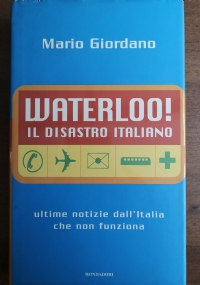 Mario Giordano
WATERLOO!
IL DISASTRO ITALIANO
ultime notizie dall'Italia
che non funziona
MONDADORI